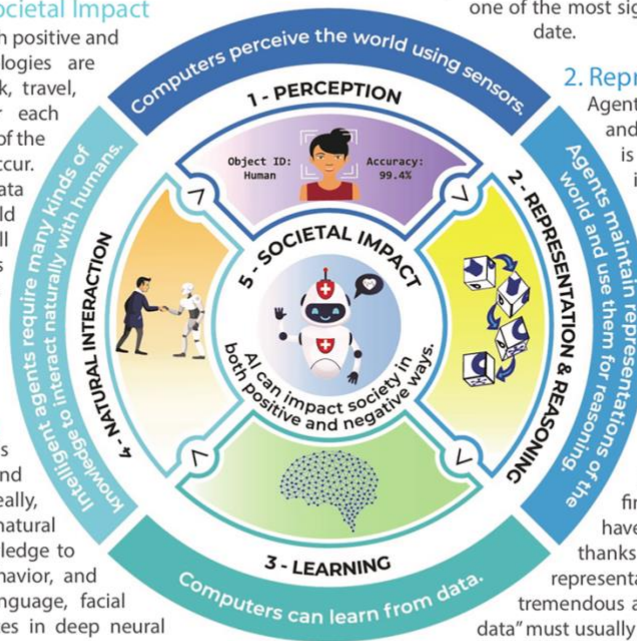 ocietal Impact
h positive and
ologies are
k, travel,
r each
of the
ccur.
ata
ld
ll
s
s
nd
eally,
natural
ledge to
havior, and
nguage, facial
ces in deep neural
one of the most sig
date.
2. Repr
Agent
and
is
i
Computers perceive the world using sensors.
1 - PERCEPTION
Object ID:
Human
Accuracy:
99.4%
2 - REPRESENTATION & REASONING
Agents maintain representations of the
world and use them for reasoning.
3 - LEARNING
Computers can learn from data.
4 - NATURAL INTERACTION
Intelligent agents require many kinds of
knowledge to interact naturally with humans.
5 - SOCIETAL IMPACT
AI can impact society in
both positive and negative ways.
fir
have
thanks
representa
tremendous a
data” must usually